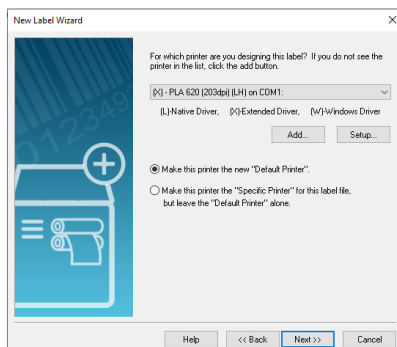 New Label Wizard
For which printer are you designing this label? If you do not see the
printer in the list, click the add button.
(X) - PLA 620 (203dpi) (LH) on COM1:
(L)-Native Driver, (X)-Extended Driver, (W)-Windows Driver
Add...
Setup...
Make this printer the new "Default Printer".
Make this printer the "Specific Printer" for this label file,
but leave the "Default Printer" alone.
Help
<< Back
Next >>
Cancel